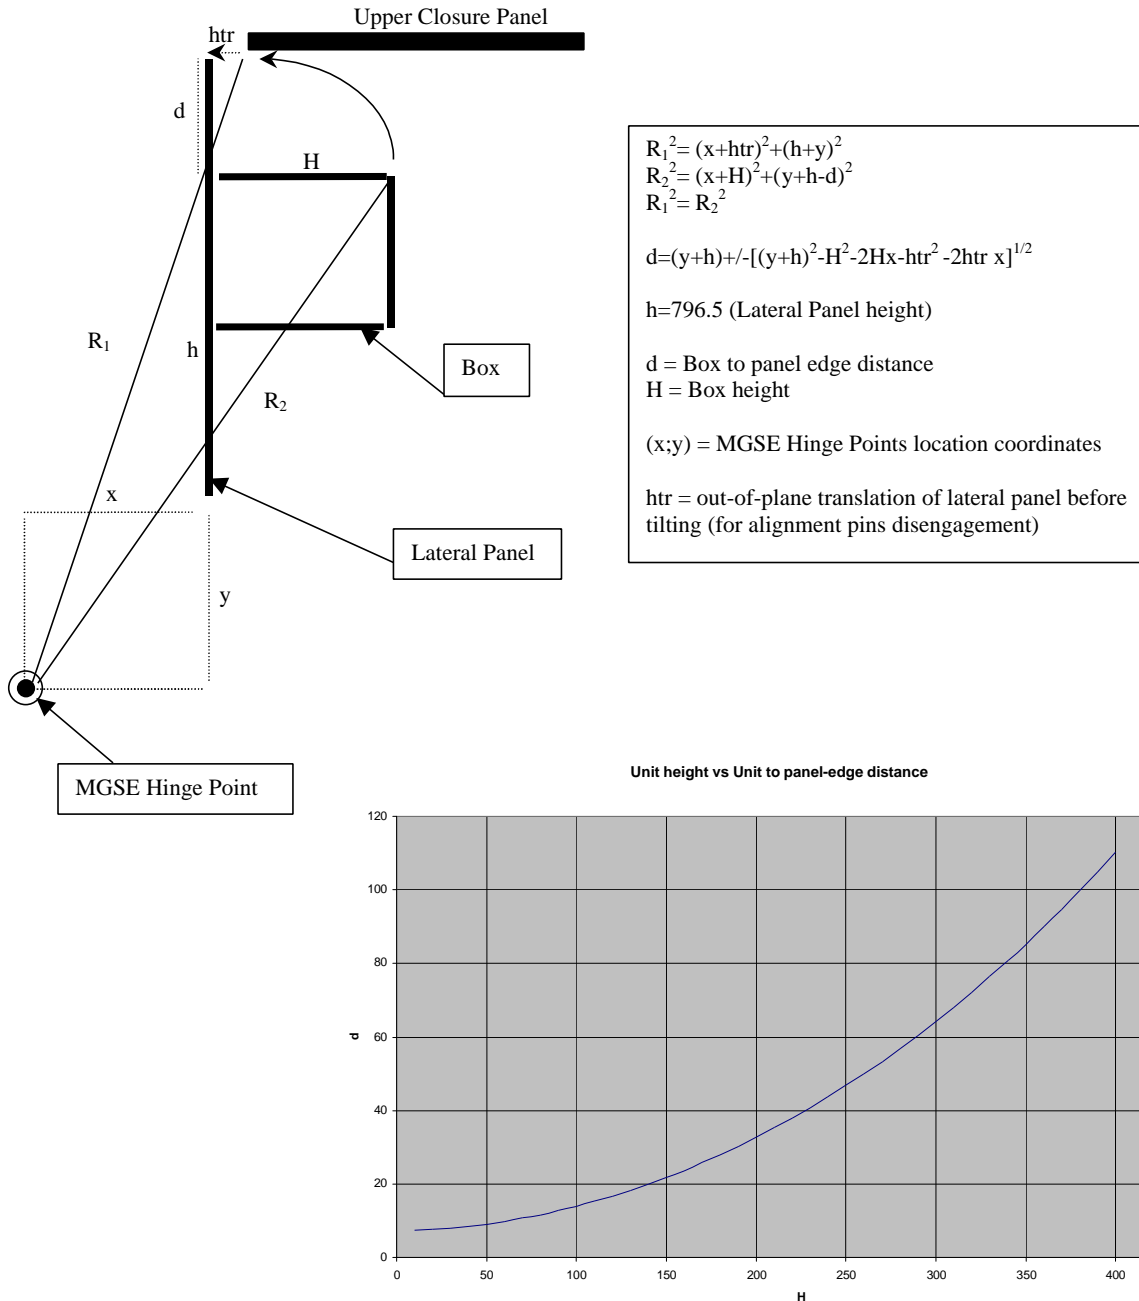 Upper Closure Panel
htr
d
H
R₁
h
R₂
Box
x
Lateral Panel
y
MGSE Hinge Point
R₁²= (x+htr)²+(h+y)²
R₂²= (x+H)²+(y+h-d)²
R₁²= R₂²
d=(y+h)+/-[(y+h)²-H²-2Hx-htr²-2htr x]^1/2
h=796.5 (Lateral Panel height)
d = Box to panel edge distance
H = Box height
(x;y) = MGSE Hinge Points location coordinates
htr = out-of-plane translation of lateral panel before
tilting (for alignment pins disengagement)
Unit height vs Unit to panel-edge distance
120
100
80
60
40
20
0
d
0 50 100 150 200 250 300 350 400
H